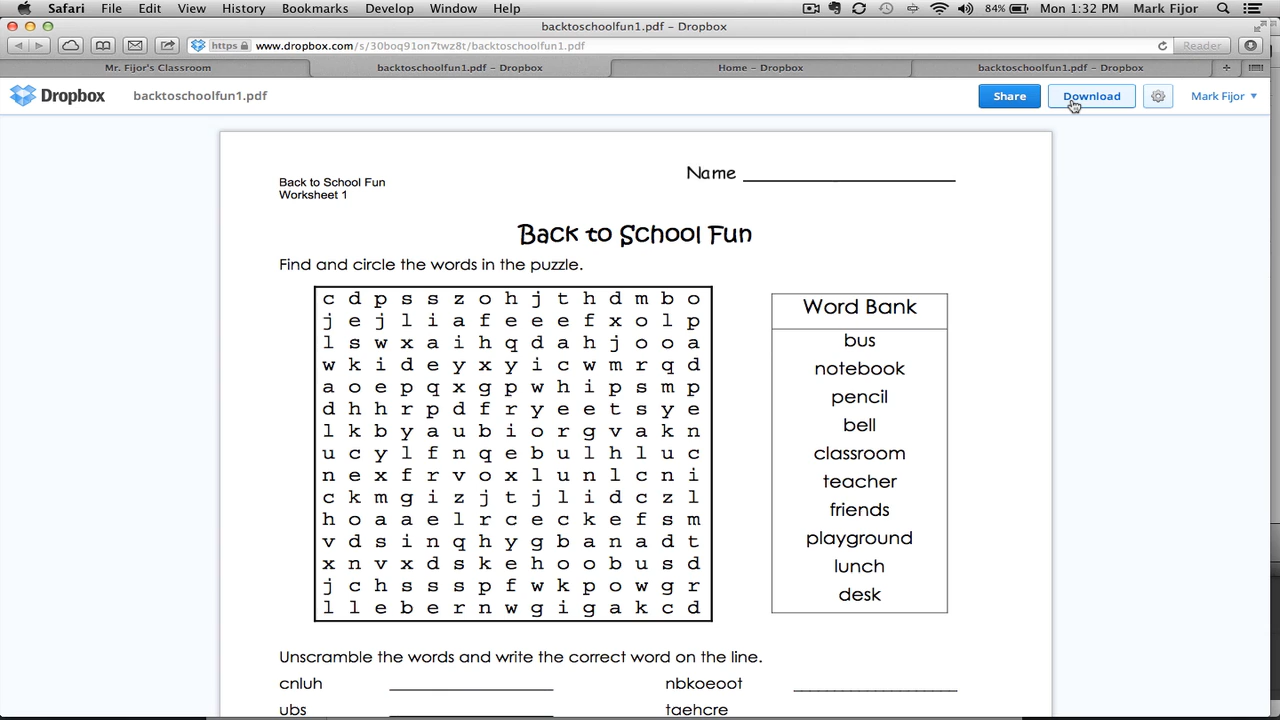 Safari File Edit View History Bookmarks Develop Window Help 84% Mon 1:32 PM Mark Fijor
backtoschoolfun1.pdf – Dropbox
https www.dropbox.com/s/30boq91on7twz8t/backtoschoolfun1.pdf Reader
Mr. Fijor's Classroom backtoschoolfun1.pdf – Dropbox Home – Dropbox backtoschoolfun1.pdf – Dropbox
Dropbox backtoschoolfun1.pdf Share Download Mark Fijor
Name
Back to School Fun
Worksheet 1
Back to School Fun
Find and circle the words in the puzzle.
c d p s s z o h j t h d m b o
j e j l i a f e e e f x o l p
l s w x a i h q d a h j o o a
w k i d e y x y i c w m r q d
a o e p q x g p w h i p s m p
d h h r p d f r y e e t s y e
l k b y a u b i o r g v a k n
u c y l f n q e b u l h l u c
n e x f r v o x l u n l c n i
c k m g i z j t j l i d c z l
h o a a e l r c e c k e f s m
v d s i n q h y g b a n a d t
x n v x d s k e h o o b u s d
j c h s s s p f w k p o w g r
l l e b e r n w g i g a k c d
Word Bank
bus
notebook
pencil
bell
classroom
teacher
friends
playground
lunch
desk
Unscramble the words and write the correct word on the line.
cnluh nbkoeoot
ubs taehcre